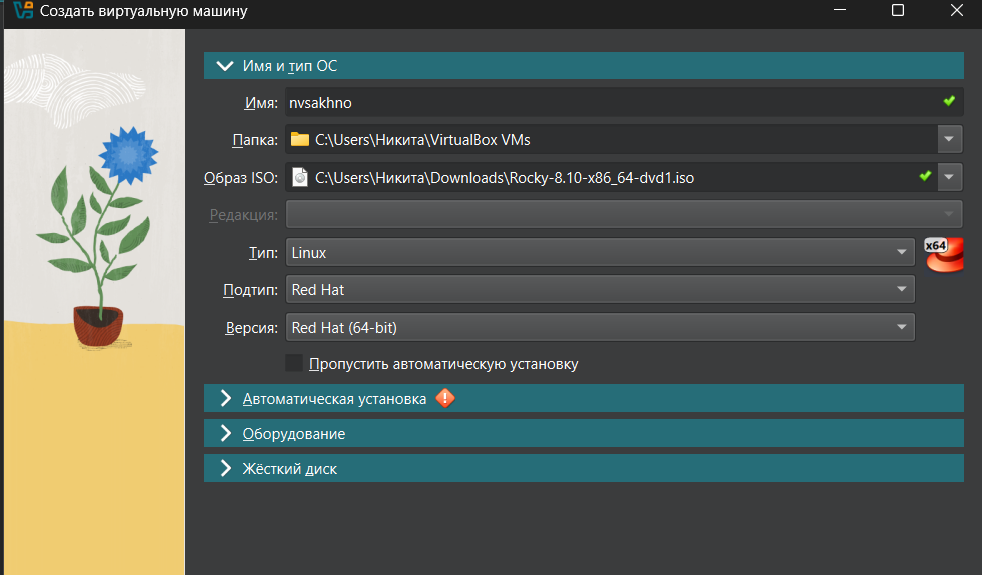 Создать виртуальную машину
Имя и тип ОС
Имя: nvsakhno
Папка: C:\Users\Никита\VirtualBox VMs
Образ ISO: C:\Users\Никита\Downloads\Rocky-8.10-x86_64-dvd1.iso
Редакция:
Тип: Linux
x64
Подтип: Red Hat
Версия: Red Hat (64-bit)
Пропустить автоматическую установку
Автоматическая установка
Оборудование
Жёсткий диск